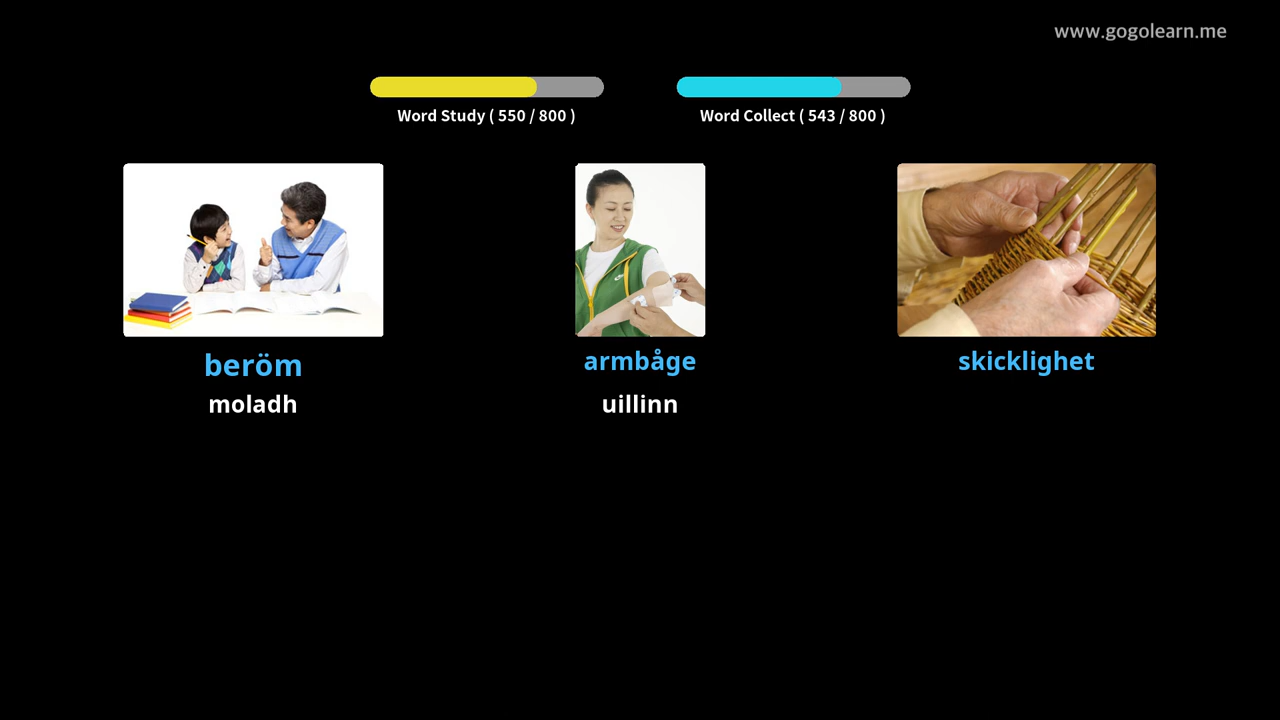 www.gogolearn.me
Word Study ( 550 / 800 )
Word Collect ( 543 / 800 )
beröm
armbåge
skicklighet
moladh
uillinn